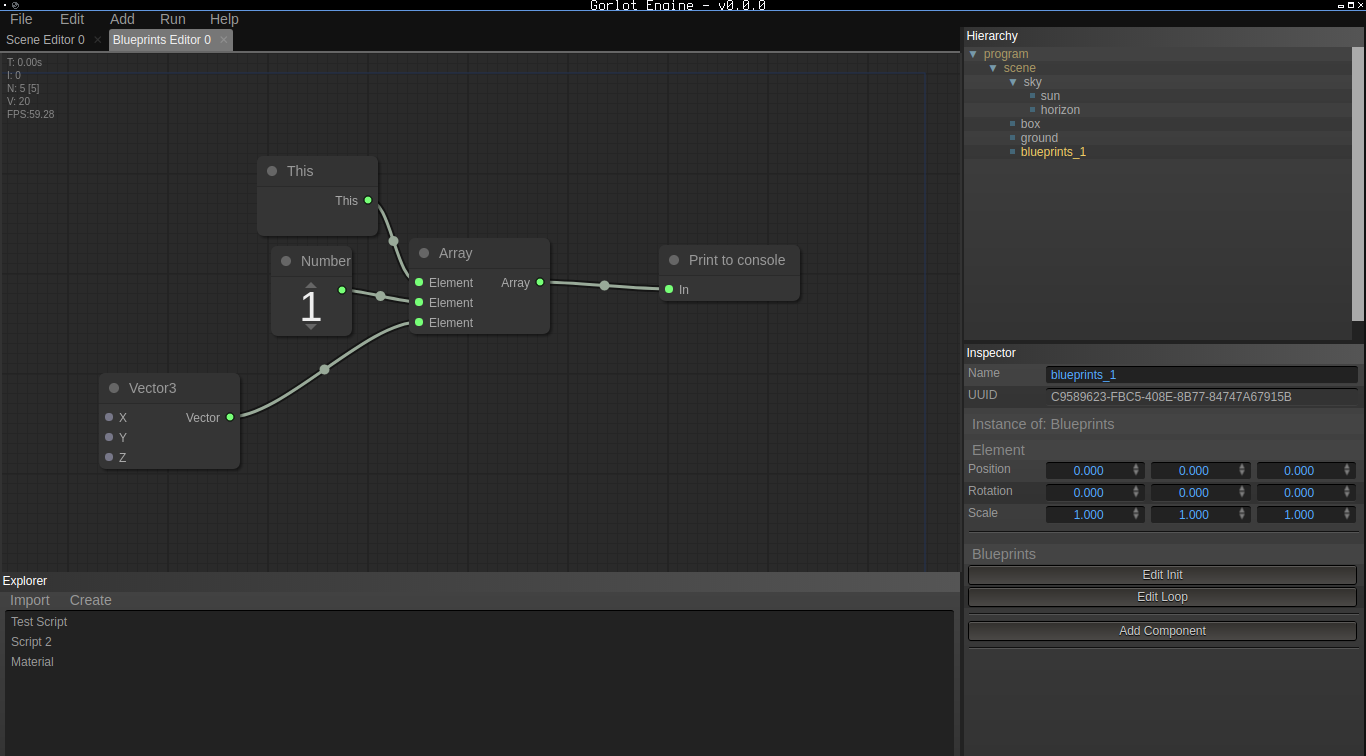 Gorlot Engine - v0.0.0
File Edit Add Run Help
Scene Editor 0 × Blueprints Editor 0 ×
T: 0.00s
I: 0
N: 5 [5]
V: 20
FPS:59.28
This
This
Number
1
Array
Element Array
Element
Element
Print to console
In
Vector3
X Vector
Y
Z
Hierarchy
program
scene
sky
sun
horizon
box
ground
blueprints_1
Inspector
Name blueprints_1
UUID C9589623-FBC5-408E-8B77-84747A67915B
Instance of: Blueprints
Element
Position 0.000 0.000 0.000
Rotation 0.000 0.000 0.000
Scale 1.000 1.000 1.000
Blueprints
Edit Init
Edit Loop
Add Component
Explorer
Import Create
Test Script
Script 2
Material